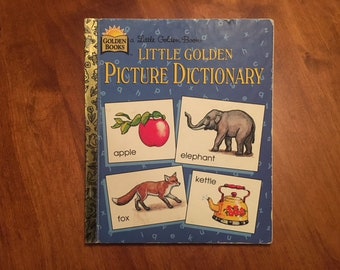 GOLDEN
BOOKS
a Little Golden Book
LITTLE GOLDEN
PICTURE DICTIONARY
apple
elephant
fox
kettle